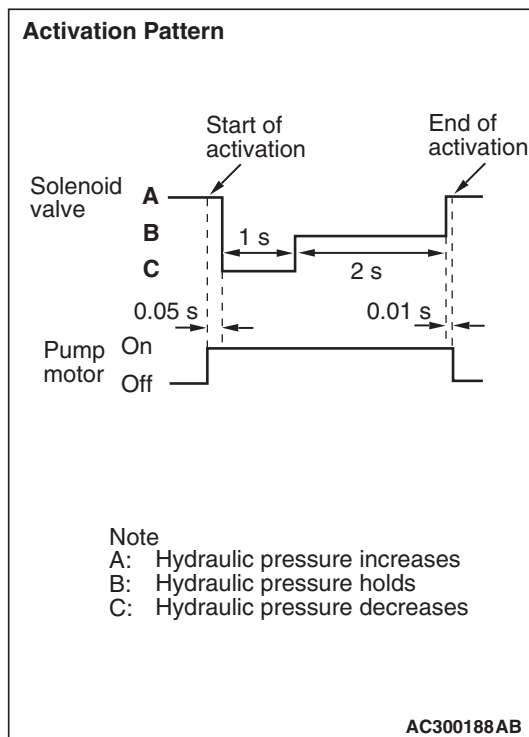 Activation Pattern
Start of
activation
End of
activation
Solenoid
valve
A
B
C
1 s
2 s
0.05 s
0.01 s
Pump
motor
On
Off
Note
A: Hydraulic pressure increases
B: Hydraulic pressure holds
C: Hydraulic pressure decreases
AC300188AB